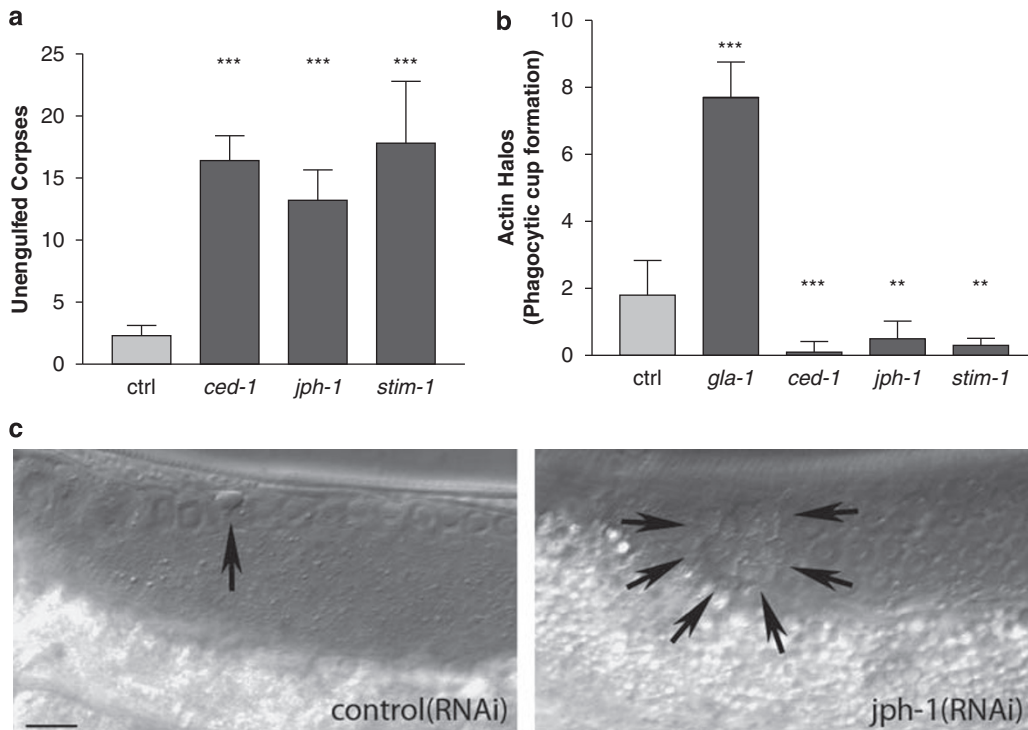 a
Unengulfed Corpses
25
20
15
10
5
0
***
***
***
ctrl
ced-1
jph-1
stim-1
b
Actin Halos
(Phagocytic cup formation)
10
8
6
4
2
0
***
***
**
**
ctrl
gla-1
ced-1
jph-1
stim-1
c
control(RNAi)
jph-1(RNAi)